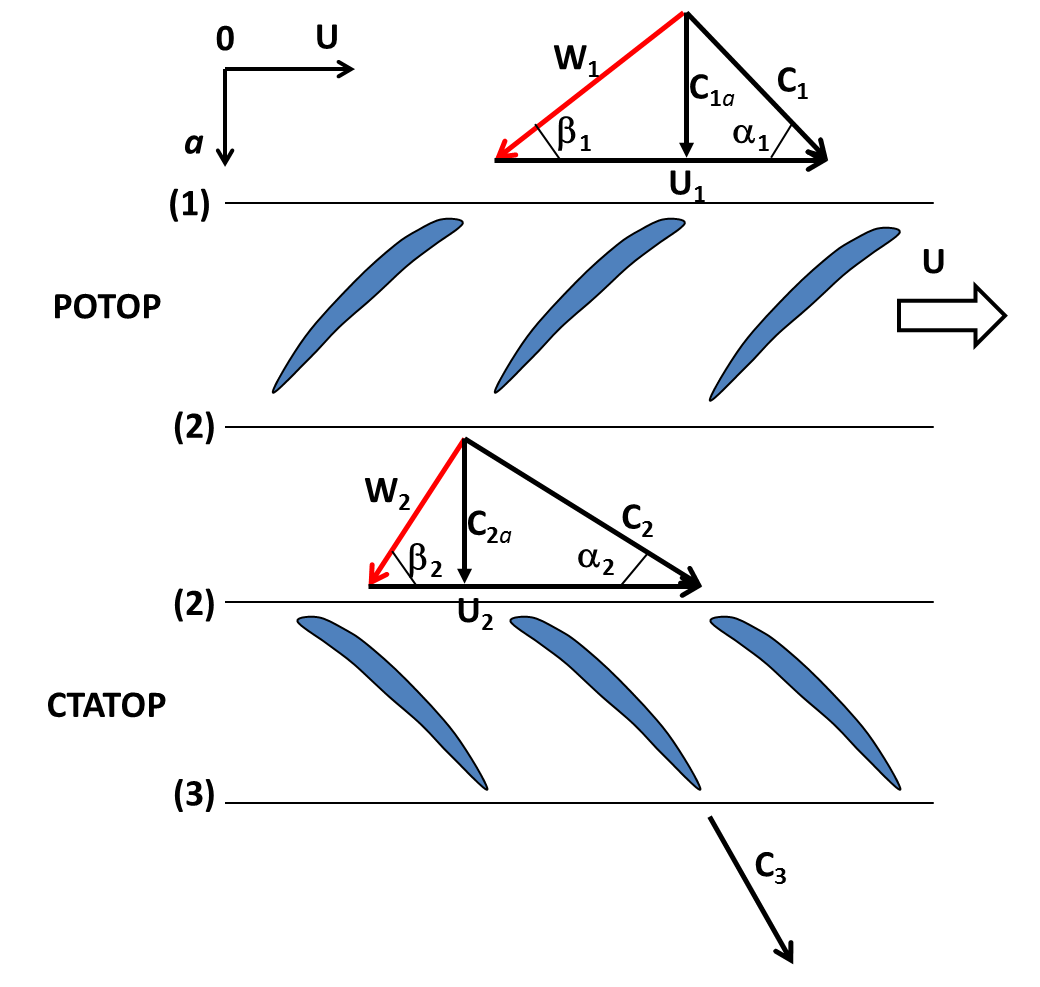 0 U
a
W₁ C₁ₐ C₁
β₁ α₁
U₁
(1)
РОТОР
U
(2)
W₂ C₂ₐ C₂
β₂ α₂
(2)
U₂
СТАТОР
(3)
C₃